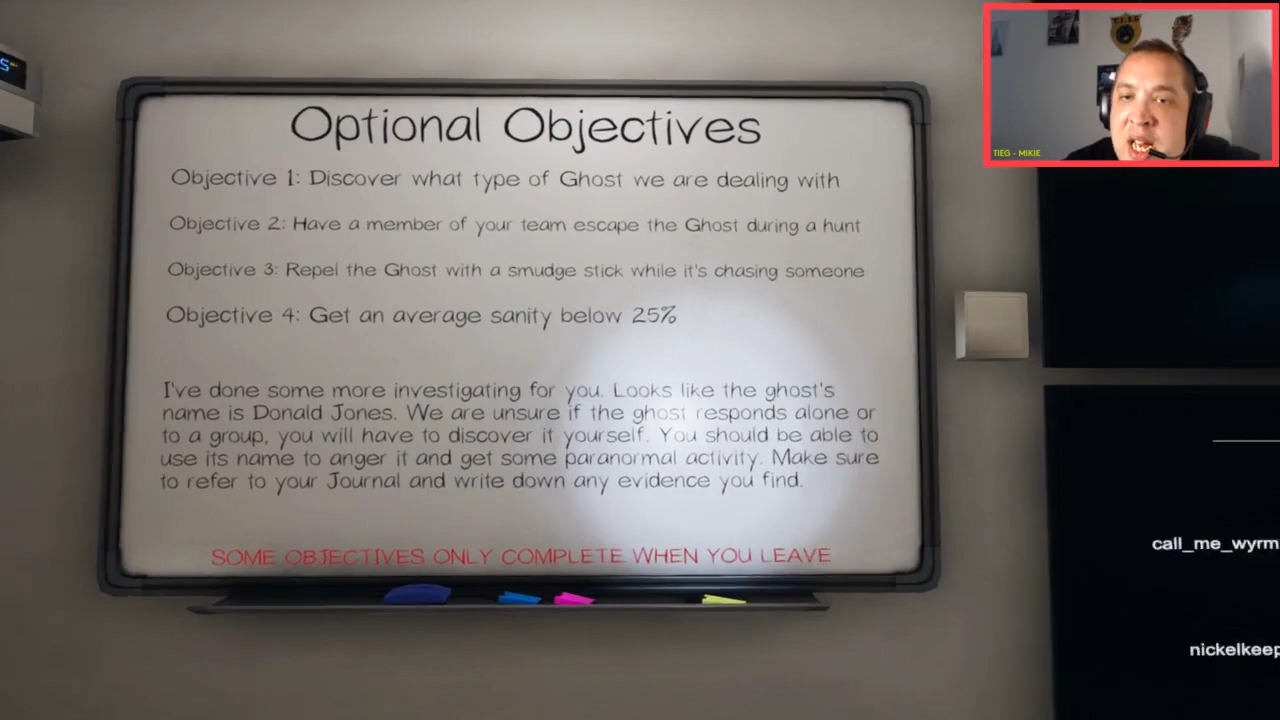 Optional Objectives
Objective 1: Discover what type of Ghost we are dealing with
Objective 2: Have a member of your team escape the Ghost during a hunt
Objective 3: Repel the Ghost with a smudge stick while it's chasing someone
Objective 4: Get an average sanity below 25%
I've done some more investigating for you. Looks like the ghost's
name is Donald Jones. We are unsure if the ghost responds alone or
to a group, you will have to discover it yourself. You should be able to
use its name to anger it and get some paranormal activity. Make sure
to refer to your Journal and write down any evidence you find.
SOME OBJECTIVES ONLY COMPLETE WHEN YOU LEAVE
TIEG - MIKIE
call_me_wyrm
nickelkeep